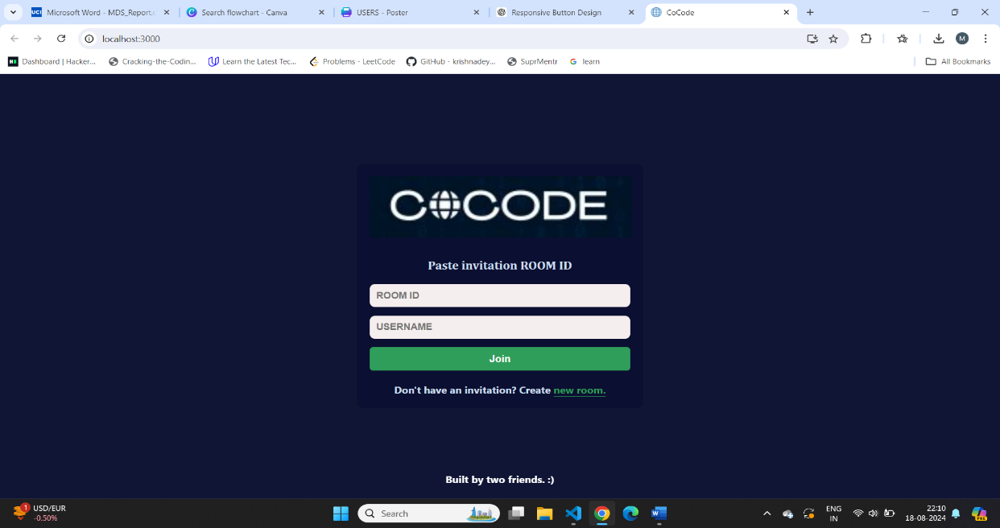 UCI Microsoft Word - MDS_Report.
Search flowchart - Canva
USERS - Poster
Responsive Button Design
CoCode
localhost:3000
M
Dashboard | Hacker...
Cracking-the-Codin...
Learn the Latest Tec...
Problems - LeetCode
GitHub - krishnadey...
SuprMentr
learn
All Bookmarks
COCODE
Paste invitation ROOM ID
ROOM ID
USERNAME
Join
Don't have an invitation? Create new room.
Built by two friends. :)
1
USD/EUR
-0.50%
Search
ENG
IN
22:10
18-08-2024
PRE